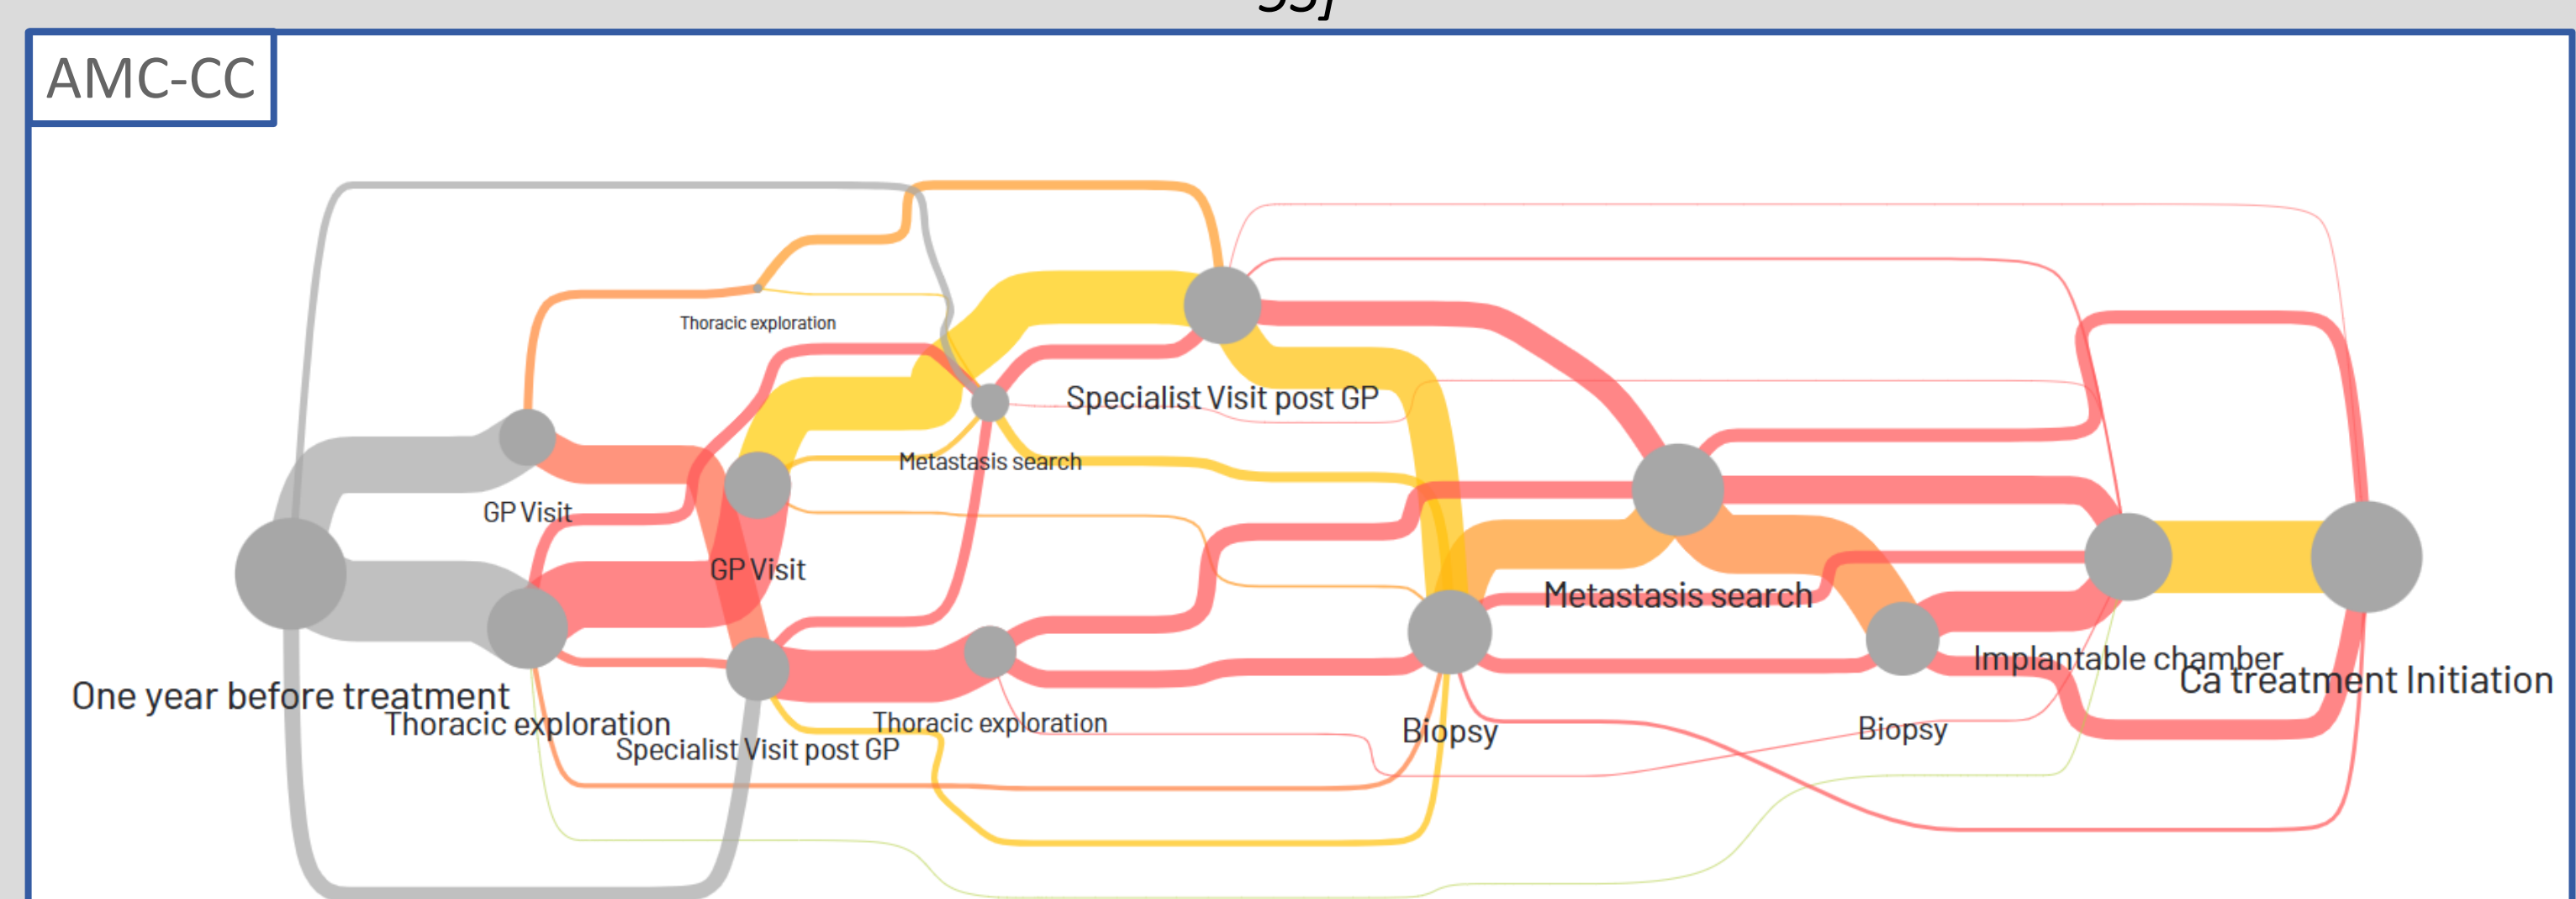 AMC-CC
Thoracic exploration
Specialist Visit post GP
Metastasis search
GP Visit
GP Visit
Metastasis search
Implantable chamber
Ca treatment Initiation
One year before treatment
Thoracic exploration
Specialist Visit post GP
Thoracic exploration
Biopsy
Biopsy